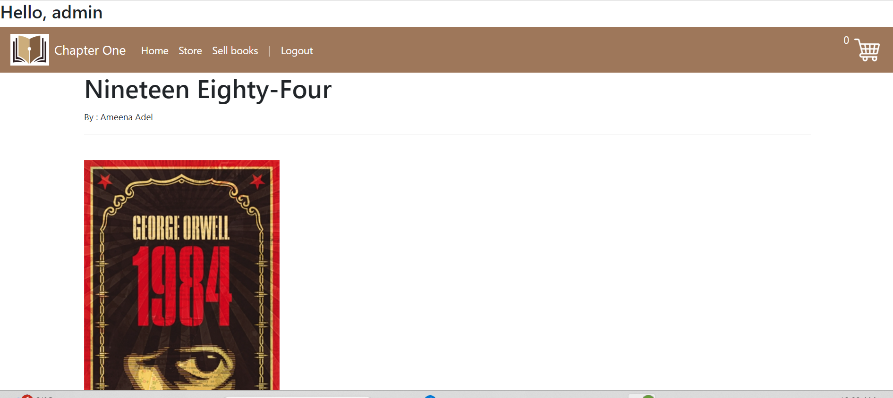 Hello, admin
Chapter One Home Store Sell books | Logout 0
Nineteen Eighty-Four
By : Ameena Adel
GEORGE ORWELL
1984